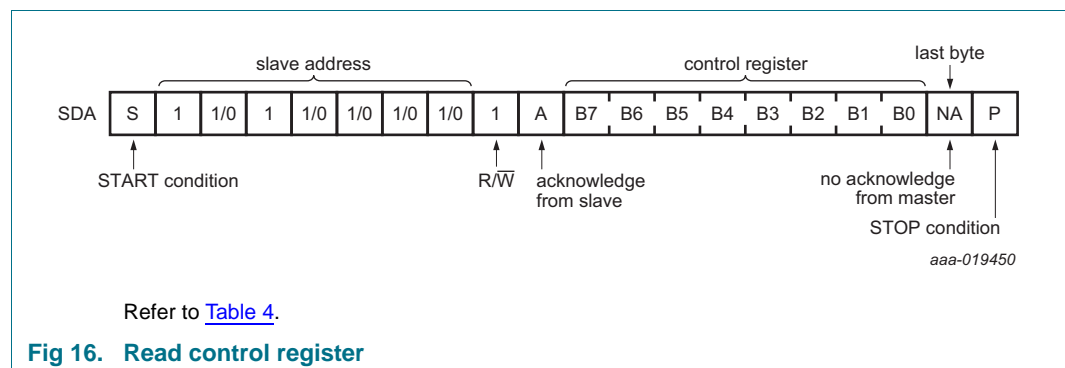 last byte
slave address
control register
SDA S 1 1/0 1 1/0 1/0 1/0 1/0 1 A B7 B6 B5 B4 B3 B2 B1 B0 NA P
START condition
R/W̅
acknowledge
from slave
no acknowledge
from master
STOP condition
aaa-019450
Refer to Table 4.
Fig 16. Read control register